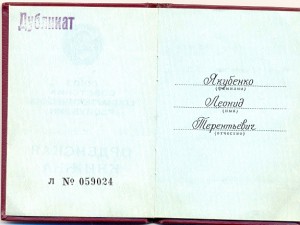 Дубликат
Л № 059024
Якубенко
(фамилия)
Леонид
(имя)
Терентьевич
(отчество)